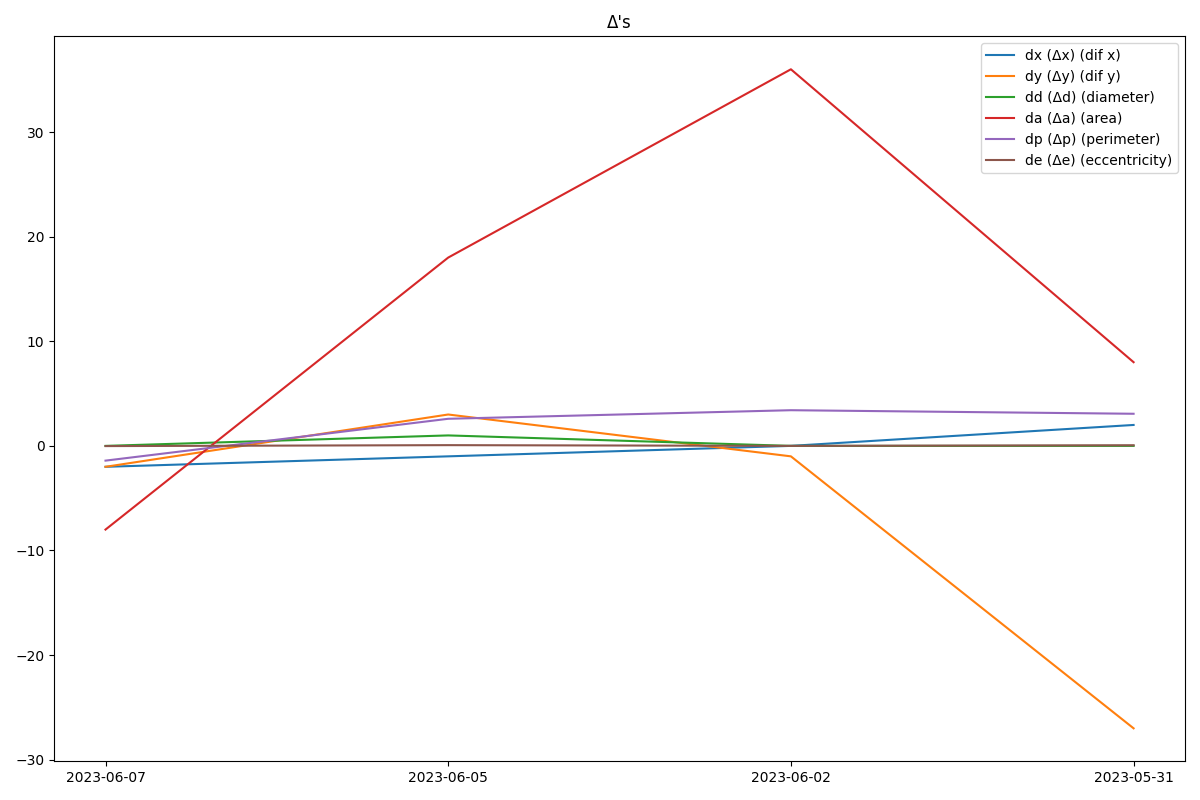 Δ's
dx (Δx) (dif x)
dy (Δy) (dif y)
dd (Δd) (diameter)
da (Δa) (area)
dp (Δp) (perimeter)
de (Δe) (eccentricity)
30
20
10
0
−10
−20
−30
2023-06-07 2023-06-05 2023-06-02 2023-05-31